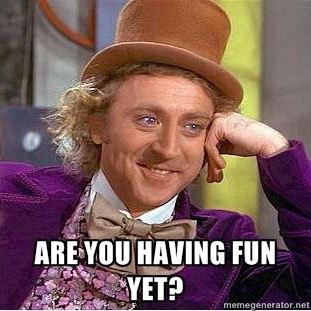 ARE YOU HAVING FUN
YET?
memegenerator.net